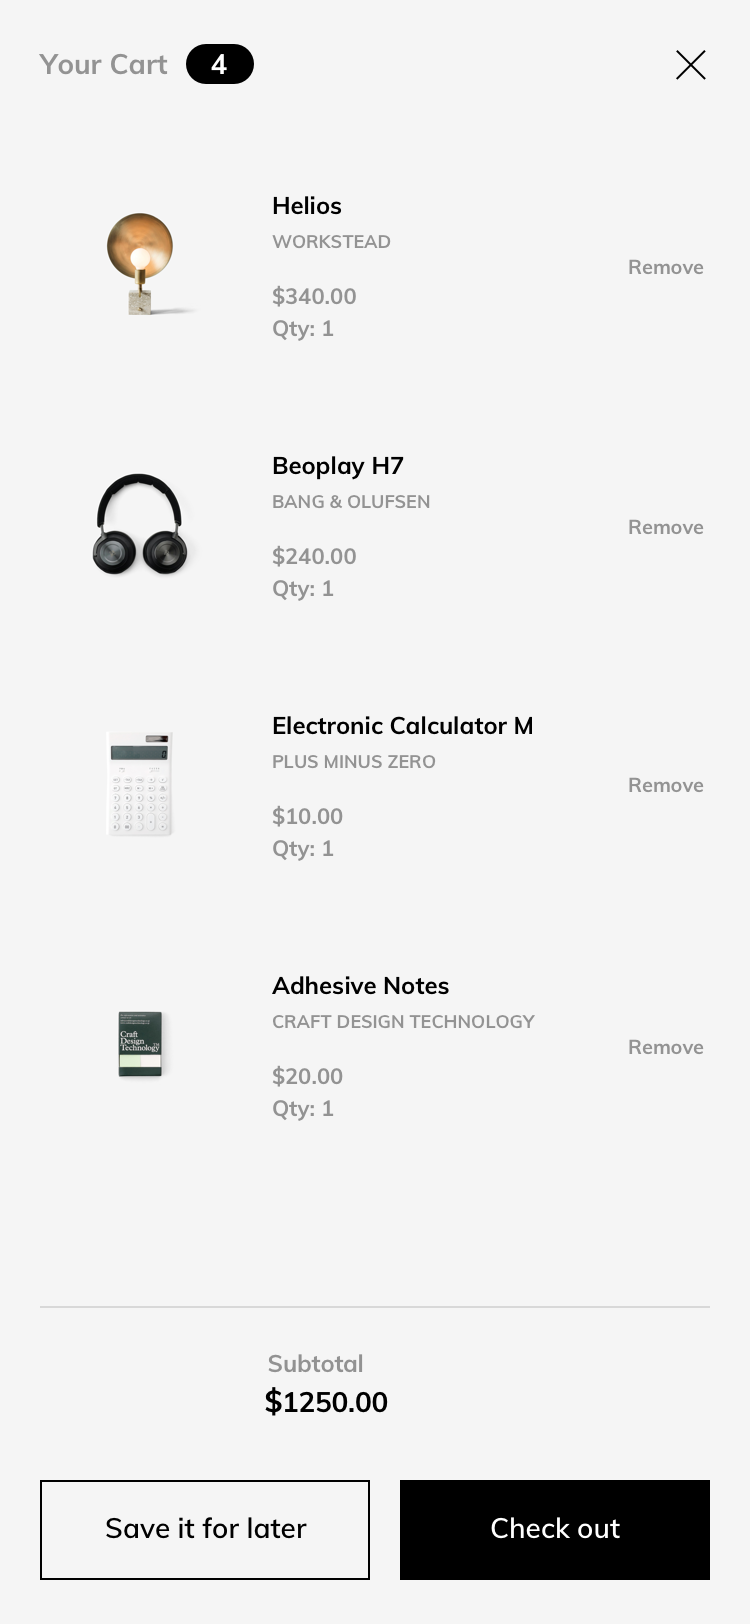 Your Cart 4
Helios
WORKSTEAD
Remove
$340.00
Qty: 1
Beoplay H7
BANG & OLUFSEN
Remove
$240.00
Qty: 1
Electronic Calculator M
PLUS MINUS ZERO
Remove
$10.00
Qty: 1
Adhesive Notes
CRAFT DESIGN TECHNOLOGY
Craft
Design
Technology
Remove
$20.00
Qty: 1
Subtotal
$1250.00
Save it for later
Check out